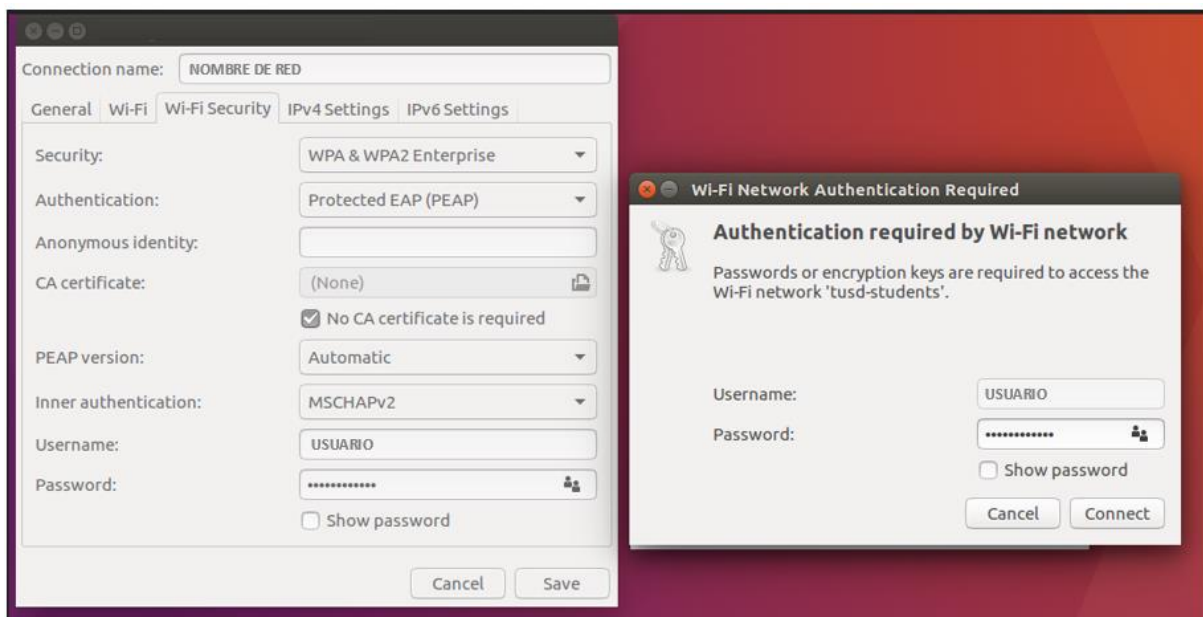 Connection name: NOMBRE DE RED
General Wi-Fi Wi-Fi Security IPv4 Settings IPv6 Settings
Security: WPA & WPA2 Enterprise
Authentication: Protected EAP (PEAP)
Anonymous identity:
CA certificate: (None)
No CA certificate is required
PEAP version: Automatic
Inner authentication: MSCHAPv2
Username: USUARIO
Password: ••••••••••••
Show password
Cancel Save
Wi-Fi Network Authentication Required
Authentication required by Wi-Fi network
Passwords or encryption keys are required to access the
Wi-Fi network 'tusd-students'.
Username: USUARIO
Password: ••••••••••••
Show password
Cancel Connect